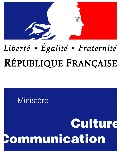 Liberté • Égalité • Fraternité
RÉPUBLIQUE FRANÇAISE
Ministère
Culture
Communication